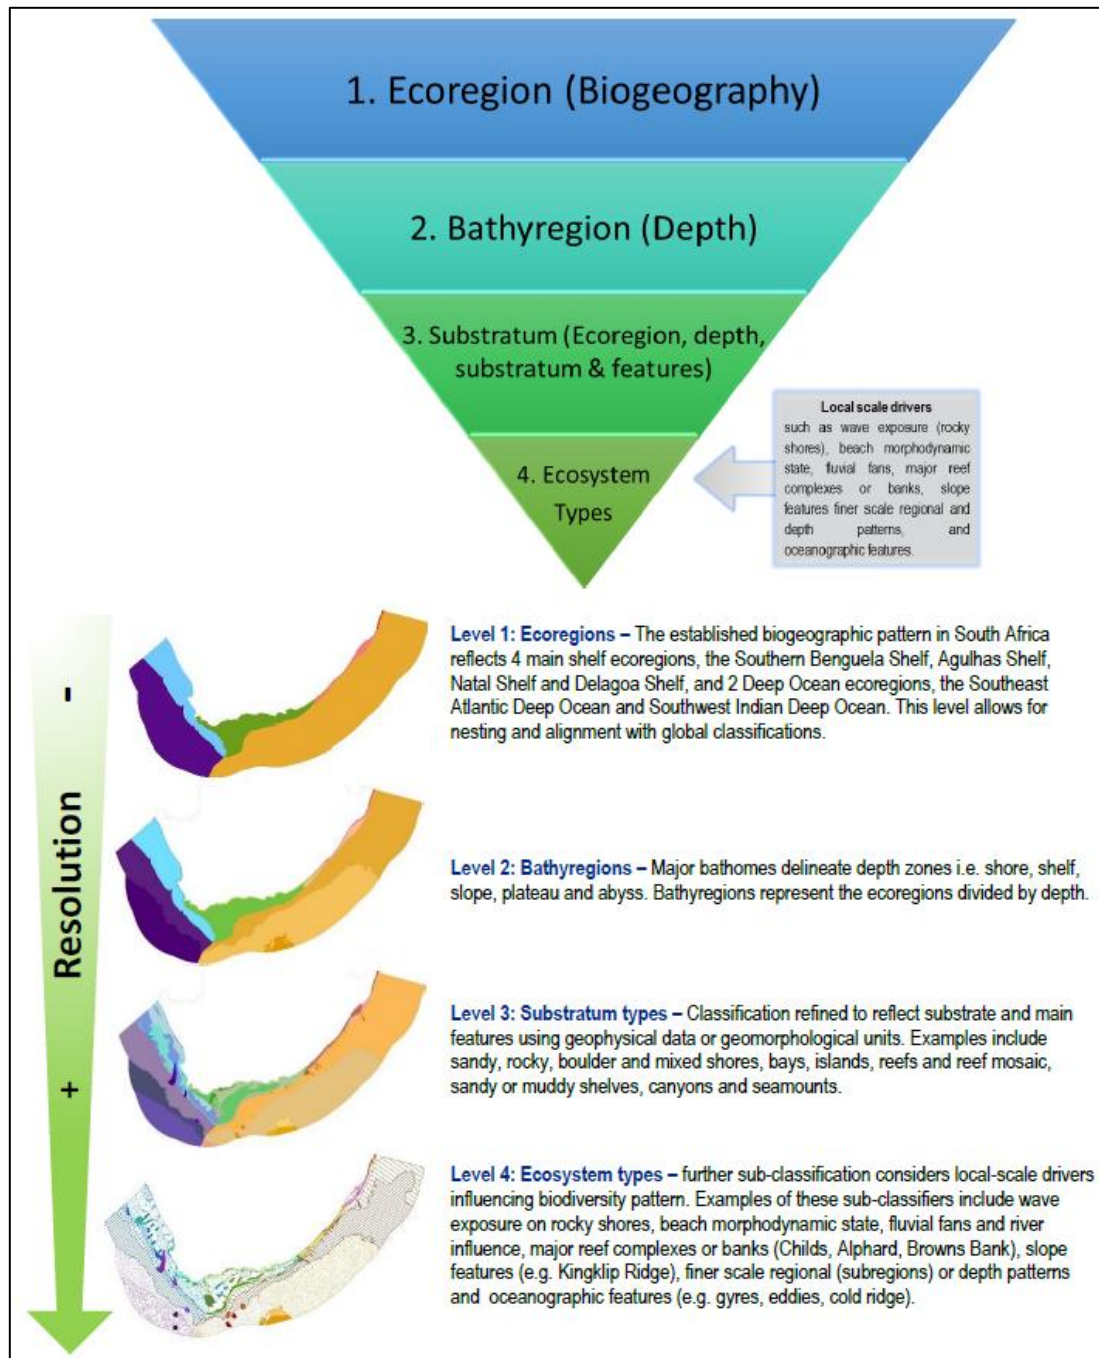 1. Ecoregion (Biogeography)
2. Bathyregion (Depth)
3. Substratum (Ecoregion, depth,
substratum & features)
4. Ecosystem
Types
Local scale drivers
such as wave exposure (rocky
shores), beach morphodynamic
state, fluvial fans, major reef
complexes or banks, slope
features finer scale regional and
depth patterns, and
oceanographic features.
-
Resolution
+
Level 1: Ecoregions – The established biogeographic pattern in South Africa
reflects 4 main shelf ecoregions, the Southern Benguela Shelf, Agulhas Shelf,
Natal Shelf and Delagoa Shelf, and 2 Deep Ocean ecoregions, the Southeast
Atlantic Deep Ocean and Southwest Indian Deep Ocean. This level allows for
nesting and alignment with global classifications.
Level 2: Bathyregions – Major bathomes delineate depth zones i.e. shore, shelf,
slope, plateau and abyss. Bathyregions represent the ecoregions divided by depth.
Level 3: Substratum types – Classification refined to reflect substrate and main
features using geophysical data or geomorphological units. Examples include
sandy, rocky, boulder and mixed shores, bays, islands, reefs and reef mosaic,
sandy or muddy shelves, canyons and seamounts.
Level 4: Ecosystem types – further sub-classification considers local-scale drivers
influencing biodiversity pattern. Examples of these sub-classifiers include wave
exposure on rocky shores, beach morphodynamic state, fluvial fans and river
influence, major reef complexes or banks (Childs, Alphard, Browns Bank), slope
features (e.g. Kingklip Ridge), finer scale regional (subregions) or depth patterns
and oceanographic features (e.g. gyres, eddies, cold ridge).